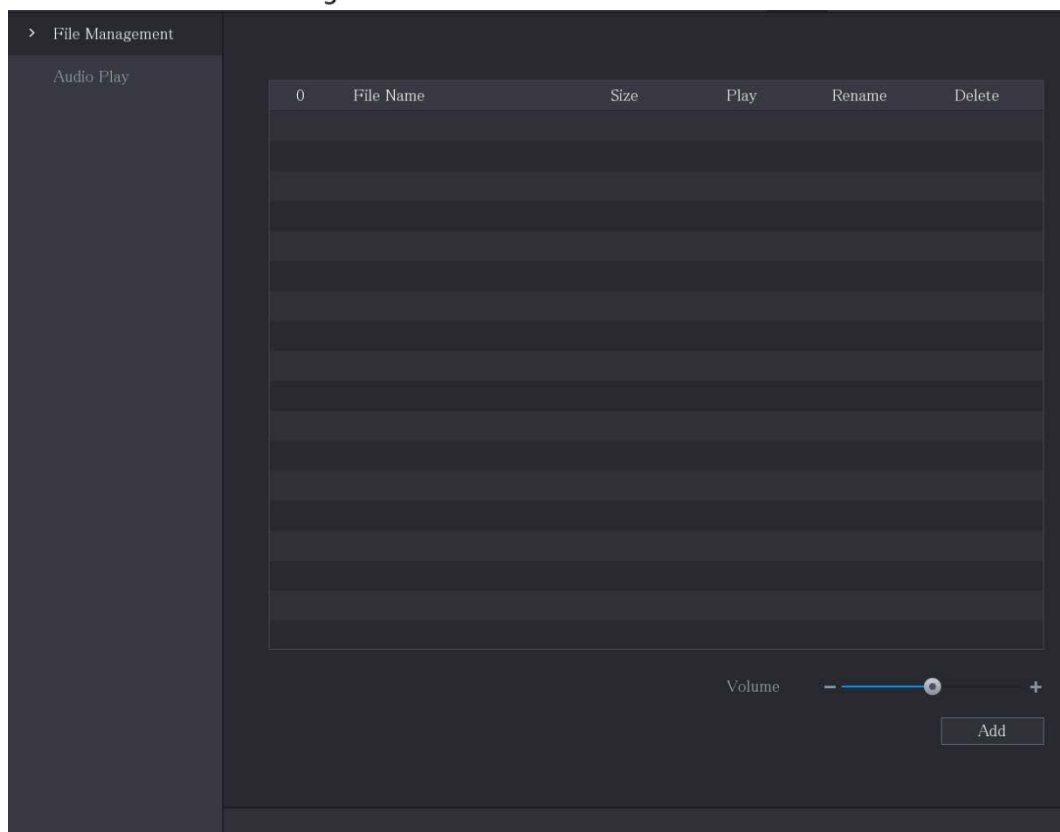 > File Management
Audio Play
0 File Name Size Play Rename Delete
Volume - +
Add